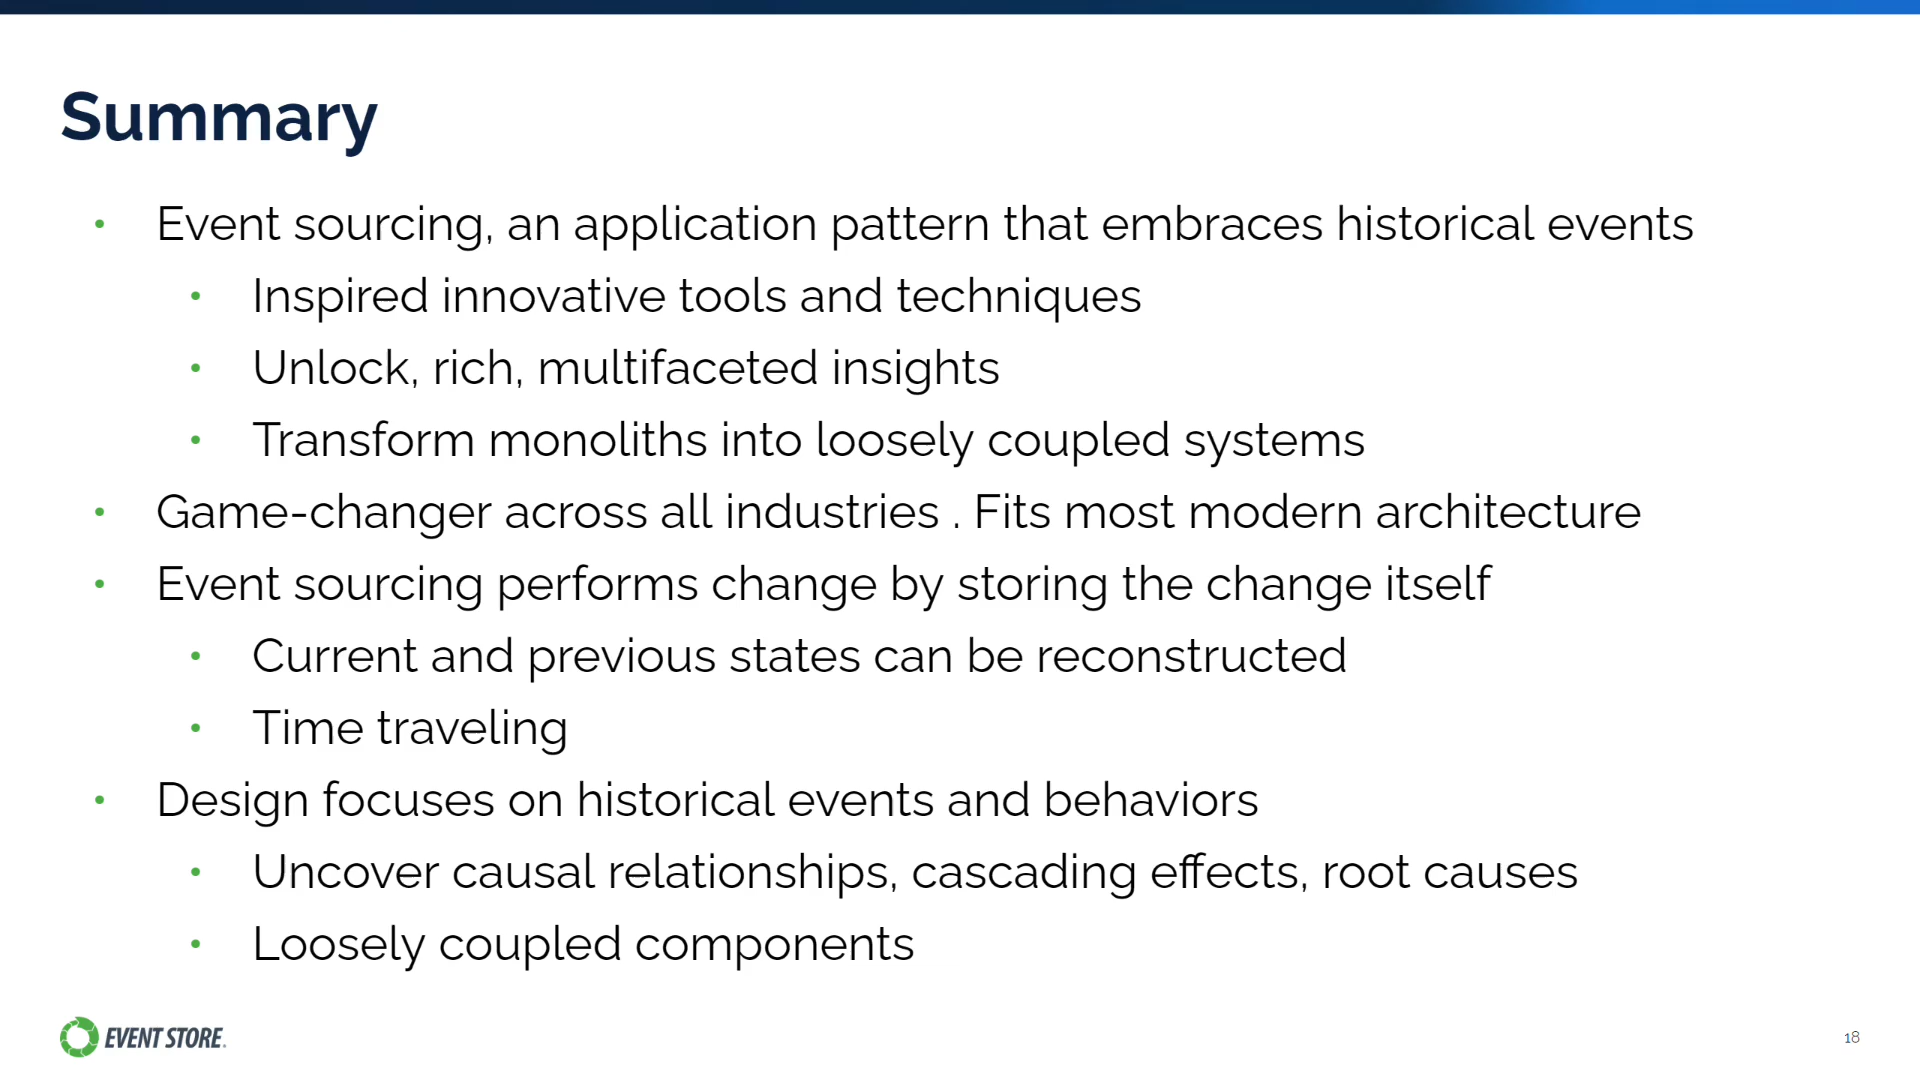 Summary
• Event sourcing, an application pattern that embraces historical events
• Inspired innovative tools and techniques
• Unlock, rich, multifaceted insights
• Transform monoliths into loosely coupled systems
• Game-changer across all industries . Fits most modern architecture
• Event sourcing performs change by storing the change itself
• Current and previous states can be reconstructed
• Time traveling
• Design focuses on historical events and behaviors
• Uncover causal relationships, cascading effects, root causes
• Loosely coupled components
EVENT STORE.
18